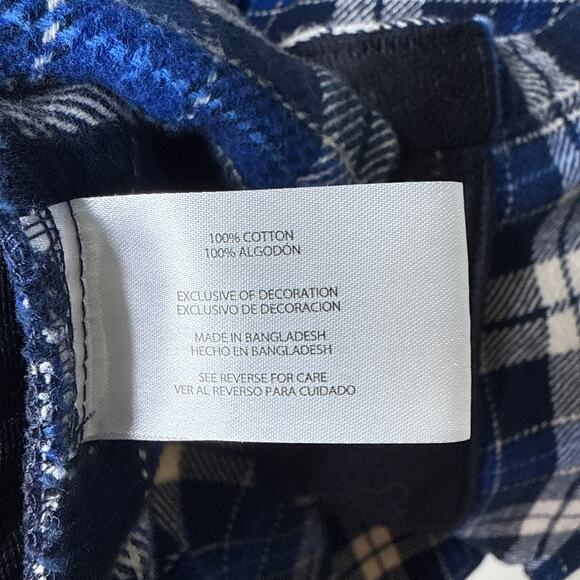 100% COTTON
100% ALGODÓN
EXCLUSIVE OF DECORATION
EXCLUSIVO DE DECORACION
MADE IN BANGLADESH
HECHO EN BANGLADESH
SEE REVERSE FOR CARE
VER AL REVERSO PARA CUIDADO